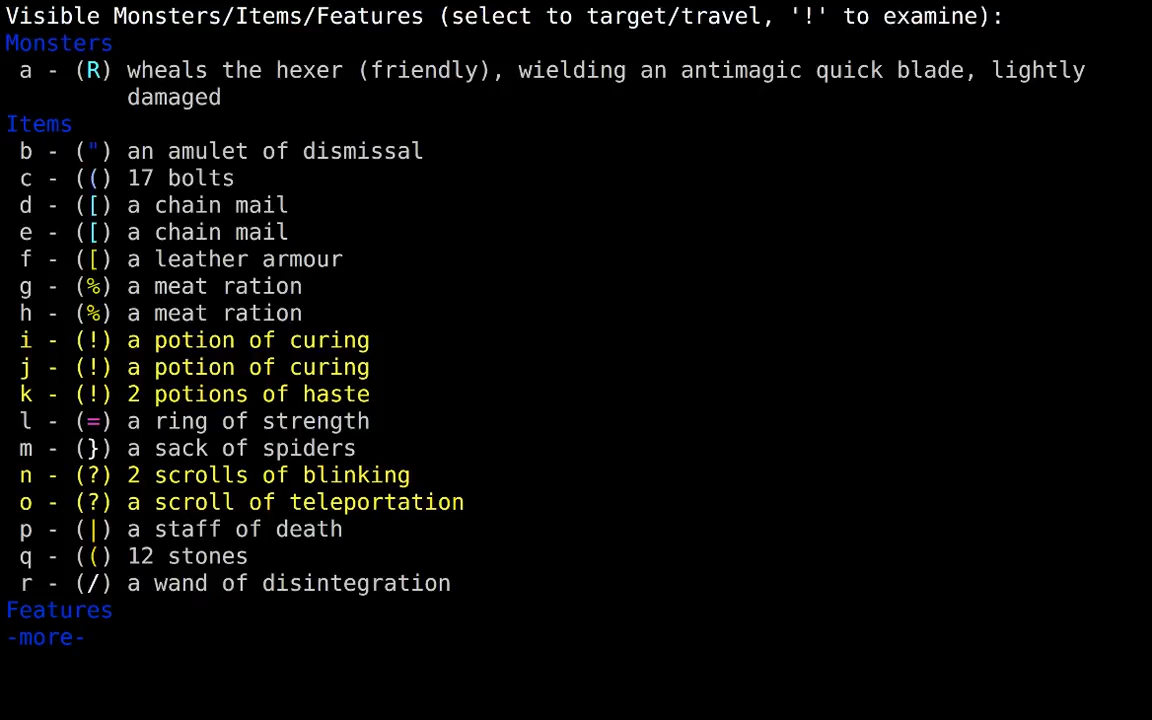 Visible Monsters/Items/Features (select to target/travel, '!' to examine):
Monsters
a - (R) wheals the hexer (friendly), wielding an antimagic quick blade, lightly
damaged
Items
b - (") an amulet of dismissal
c - (() 17 bolts
d - ([) a chain mail
e - ([) a chain mail
f - ([) a leather armour
g - (%) a meat ration
h - (%) a meat ration
i - (!) a potion of curing
j - (!) a potion of curing
k - (!) 2 potions of haste
l - (=) a ring of strength
m - (}) a sack of spiders
n - (?) 2 scrolls of blinking
o - (?) a scroll of teleportation
p - (|) a staff of death
q - (() 12 stones
r - (/) a wand of disintegration
Features
-more-